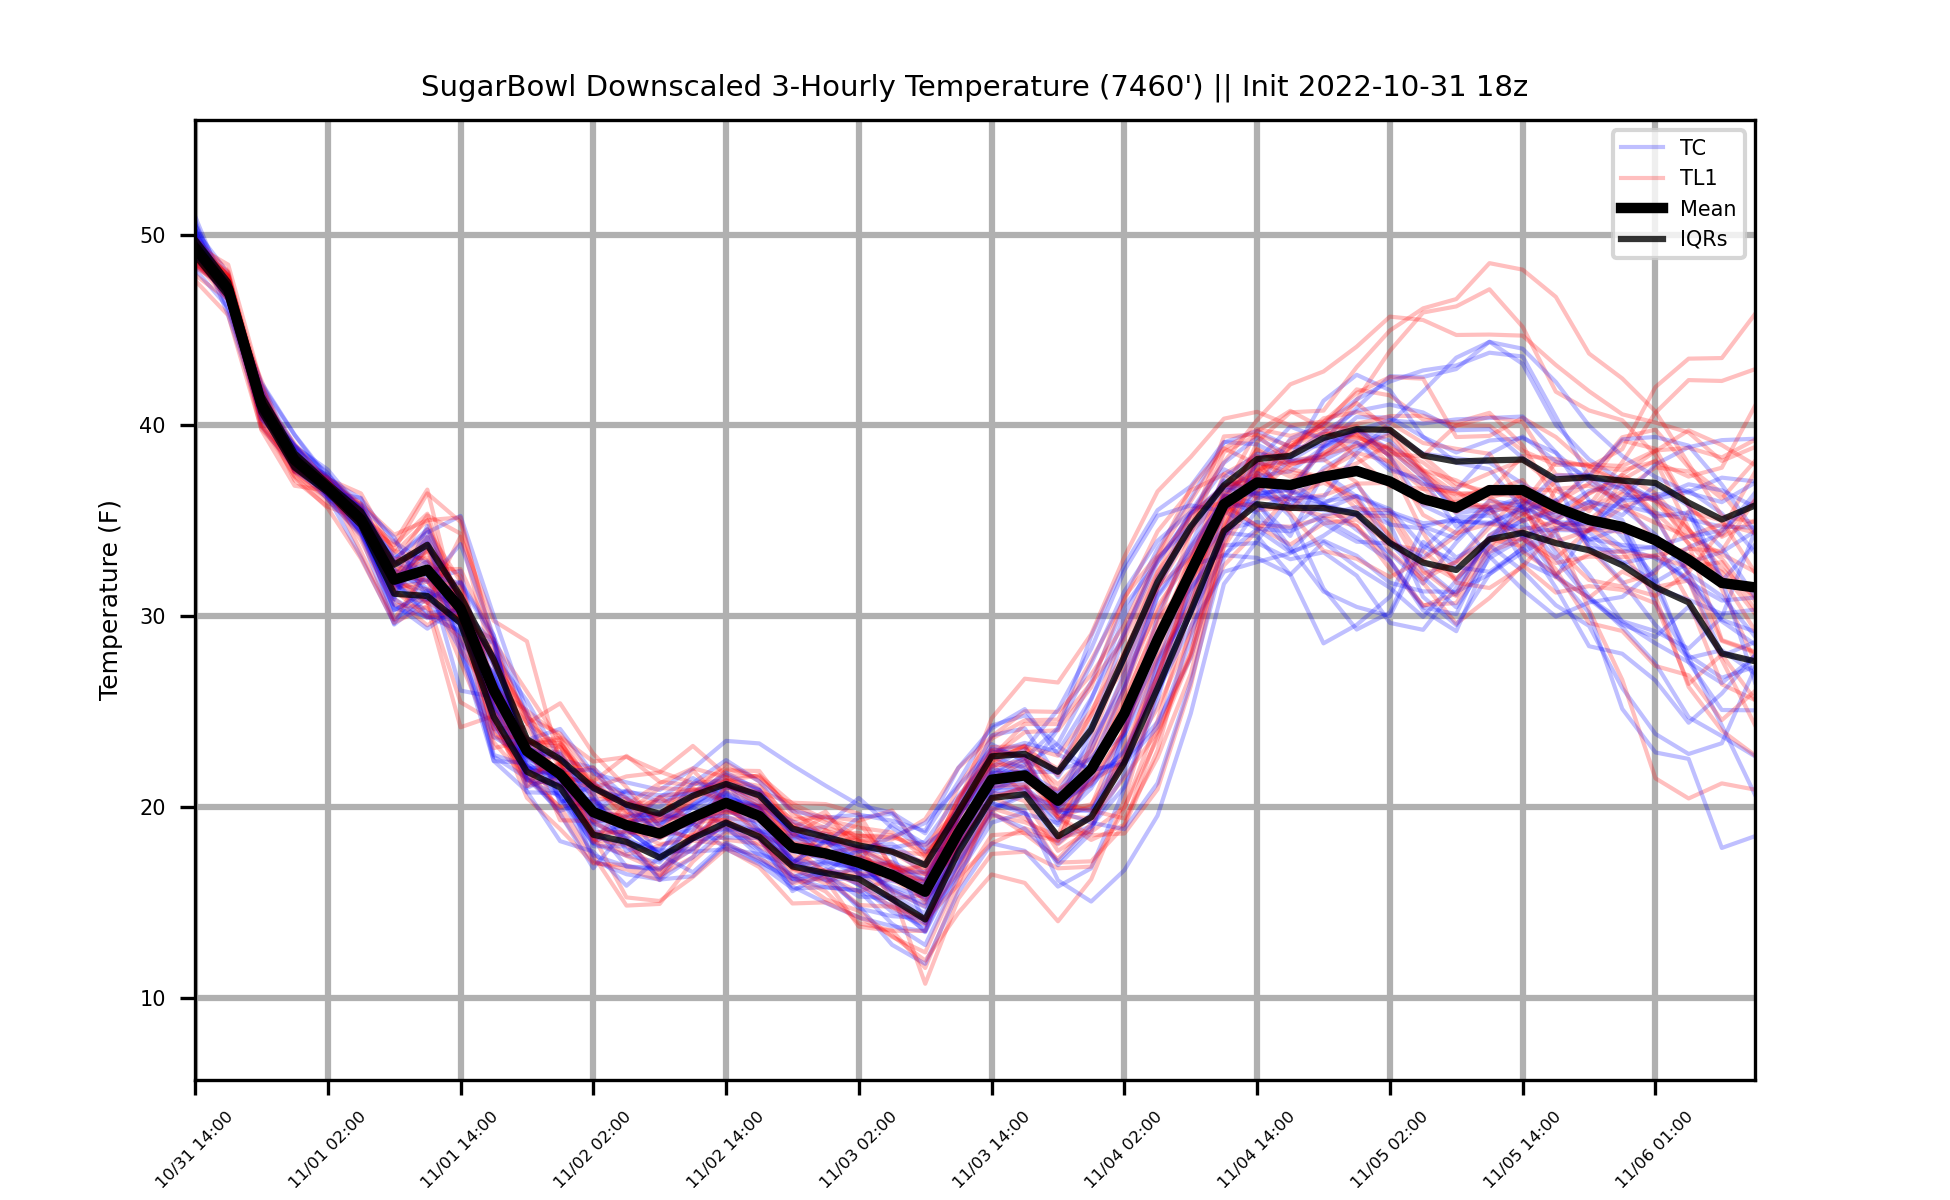 SugarBowl Downscaled 3-Hourly Temperature (7460') || Init 2022-10-31 18z
TC
TL1
Mean
IQRs
Temperature (F)
50
40
30
20
10
10/31 14:00
11/01 02:00
11/01 14:00
11/02 02:00
11/02 14:00
11/03 02:00
11/03 14:00
11/04 02:00
11/04 14:00
11/05 02:00
11/05 14:00
11/06 01:00